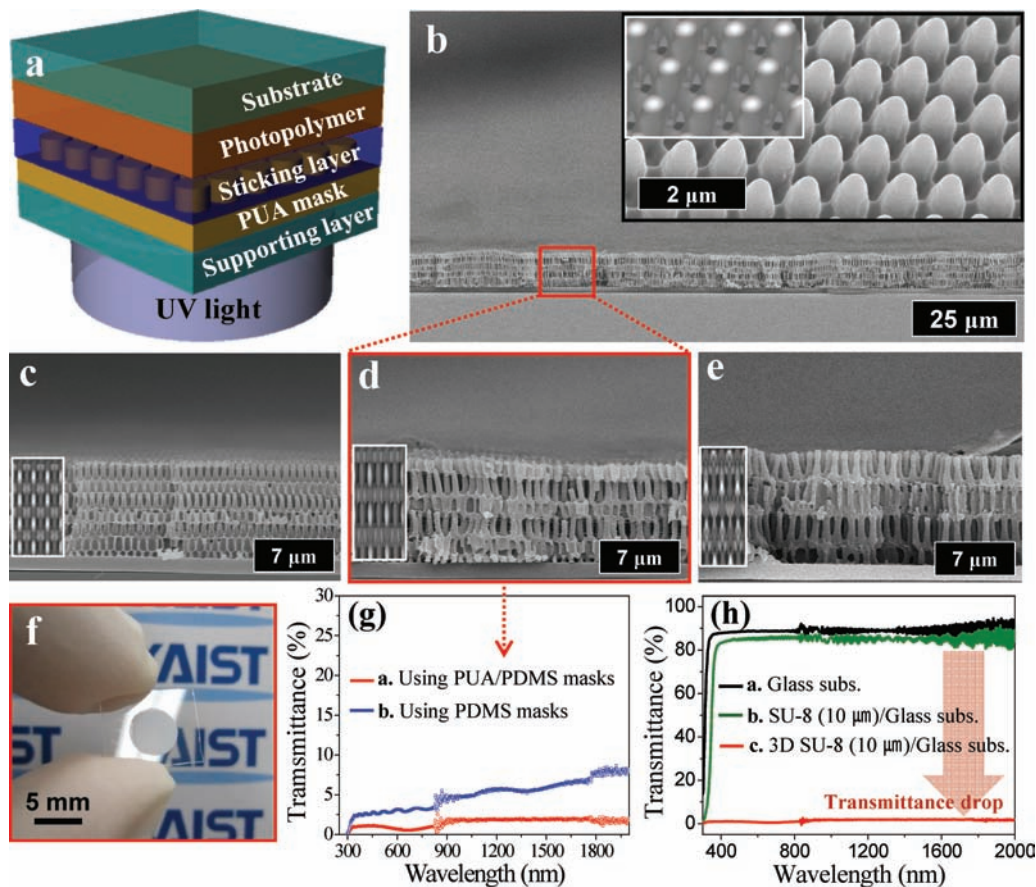 a
Substrate
Photopolymer
Sticking layer
PUA mask
Supporting layer
UV light
b
2 μm
25 μm
c
7 μm
d
7 μm
e
7 μm
f
KAIST
AIST
AIST
5 mm
(g)
Tramsmittance (%)
30
25
20
15
10
5
0
a. Using PUA/PDMS masks
b. Using PDMS masks
300 600 900 1200 1500 1800
Wavelength (nm)
(h)
Transmittance (%)
100
80
60
40
20
0
a. Glass subs.
b. SU-8 (10 μm)/Glass subs.
c. 3D SU-8 (10 μm)/Glass subs.
Transmittance drop
400 800 1200 1600 2000
Wavelength (nm)